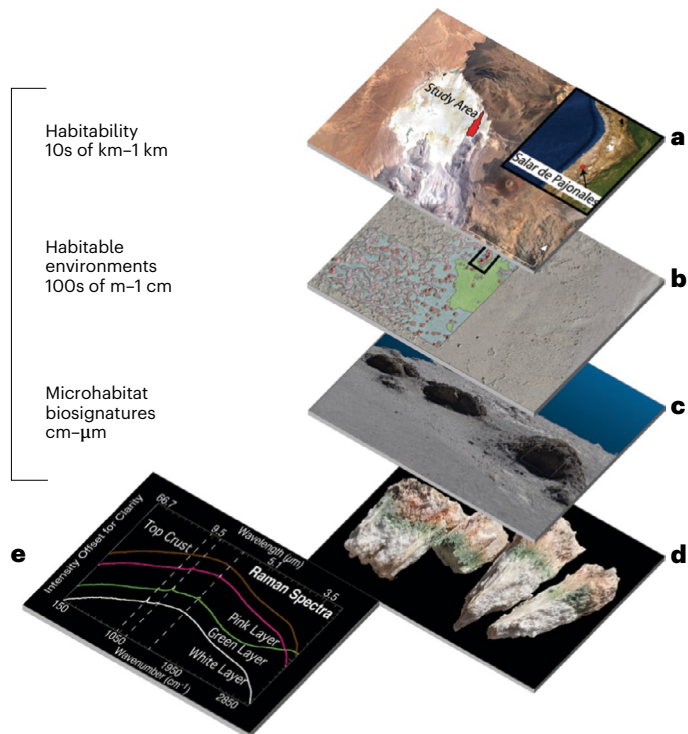 Study Area
Salar de Pajonales
a
Habitability
10s of km–1 km
b
Habitable
environments
100s of m–1 cm
c
Microhabitat
biosignatures
cm–μm
d
e
66.7
9.5
Wavelength (μm)
5.1
3.5
Intensity Offset for Clarity
Top Crust
Raman Spectra
Pink Layer
Green Layer
White Layer
150
1050
1950
2850
Wavenumber (cm⁻¹)